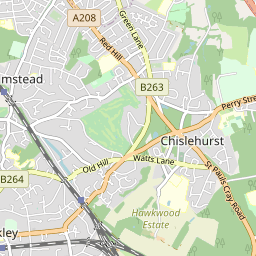 A208
Green Lane
Red Hill
mstead
B263
Perry Stre
Chislehurst
Old Hill
Watts Lane
B264
St Pauls Cray Road
Hawkwood
Estate
kley